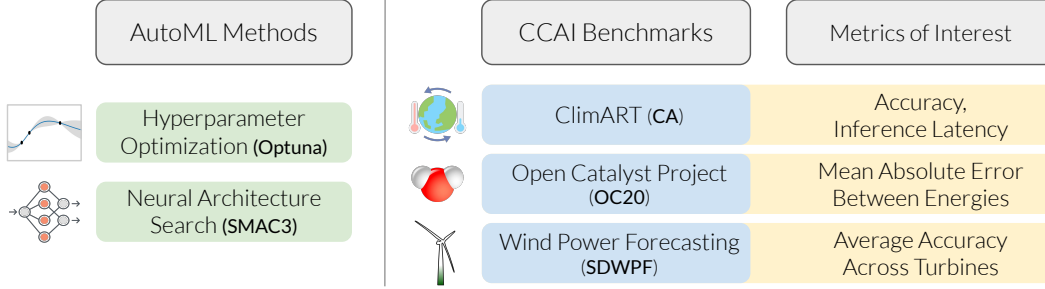 AutoML Methods
Hyperparameter
Optimization (Optuna)
Neural Architecture
Search (SMAC3)
CCAI Benchmarks
Metrics of Interest
ClimART (CA)
Accuracy,
Inference Latency
Open Catalyst Project
(OC20)
Mean Absolute Error
Between Energies
Wind Power Forecasting
(SDWPF)
Average Accuracy
Across Turbines